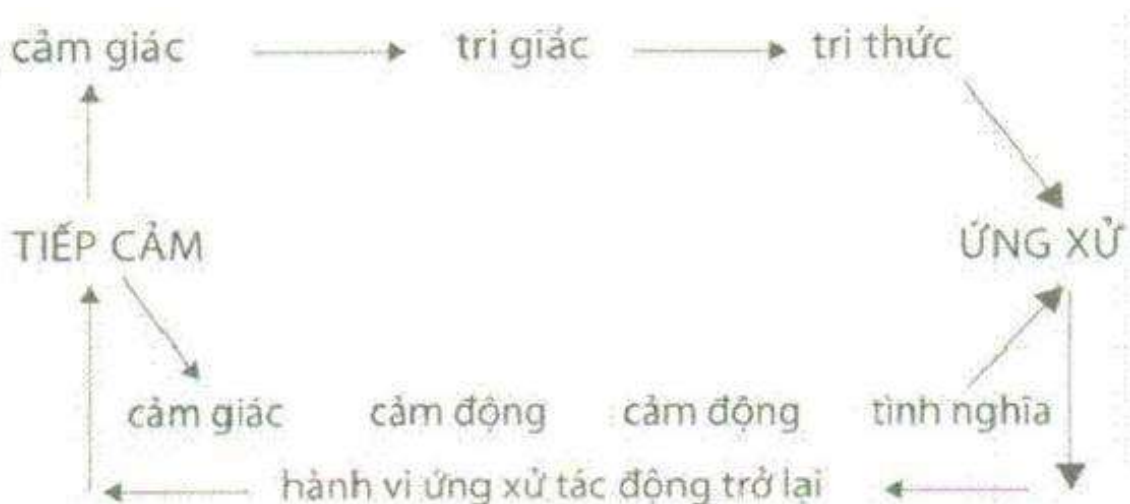 cảm giác tri giác tri thức
TIẾP CẢM ỨNG XỬ
cảm giác cảm động cảm động tình nghĩa
hành vi ứng xử tác động trở lại